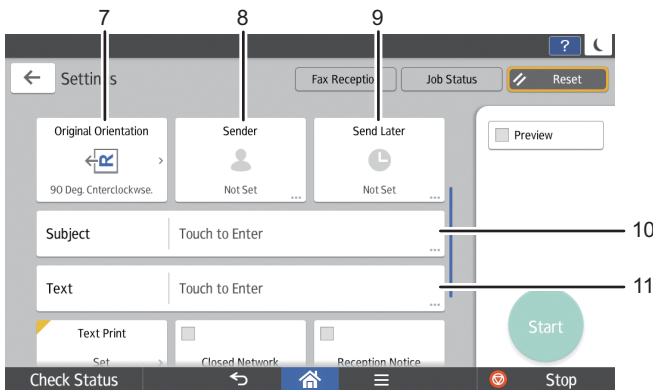 7 8 9
?
Settings Fax Reception Job Status Reset
Original Orientation Sender Send Later Preview
R
90 Deg. Cnterclockwse. Not Set Not Set
Subject Touch to Enter 10
Text Touch to Enter 11
Text Print Start
Set Closed Network Reception Notice
Check Status Stop